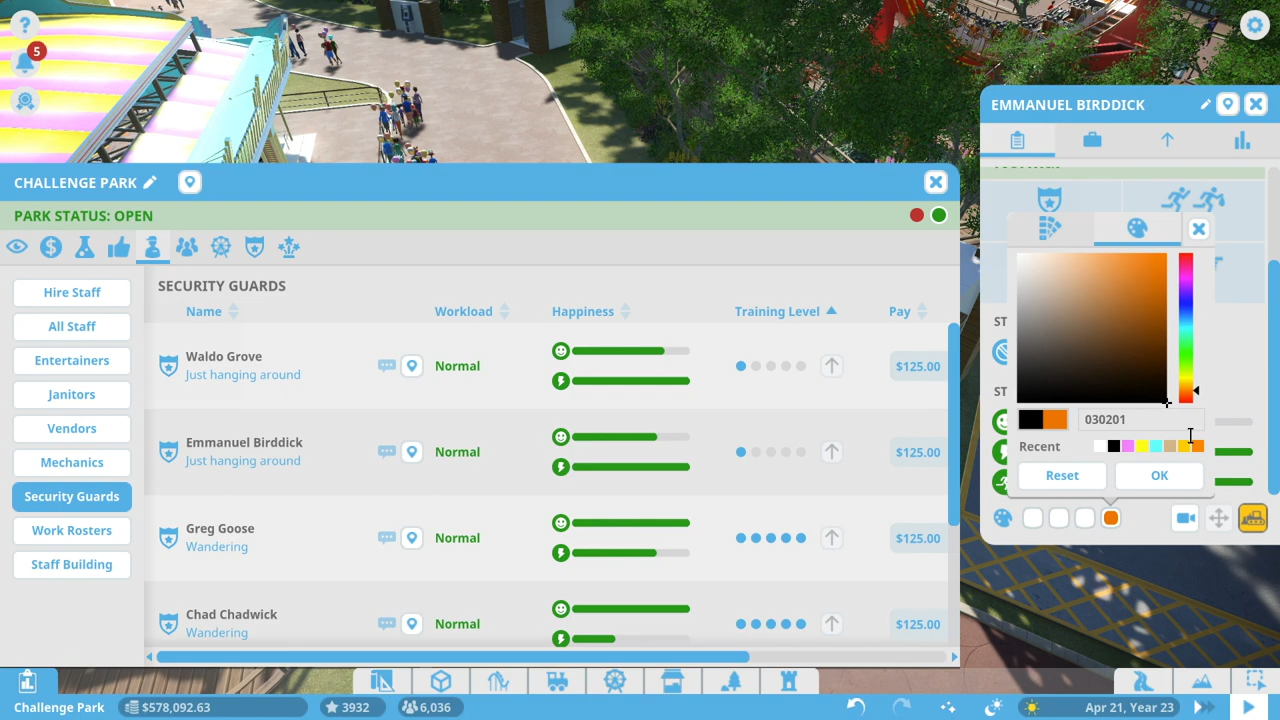 ?
5
CHALLENGE PARK
PARK STATUS: OPEN
Hire Staff
All Staff
Entertainers
Janitors
Vendors
Mechanics
Security Guards
Work Rosters
Staff Building
SECURITY GUARDS
Name Workload Happiness Training Level Pay
Waldo Grove
Just hanging around
Normal
$125.00
Emmanuel Birddick
Just hanging around
Normal
$125.00
Greg Goose
Wandering
Normal
$125.00
Chad Chadwick
Wandering
Normal
$125.00
EMMANUEL BIRDDICK
ST
ST
030201
Recent
Reset OK
Challenge Park $578,092.63 3932 6,036 Apr 21, Year 23